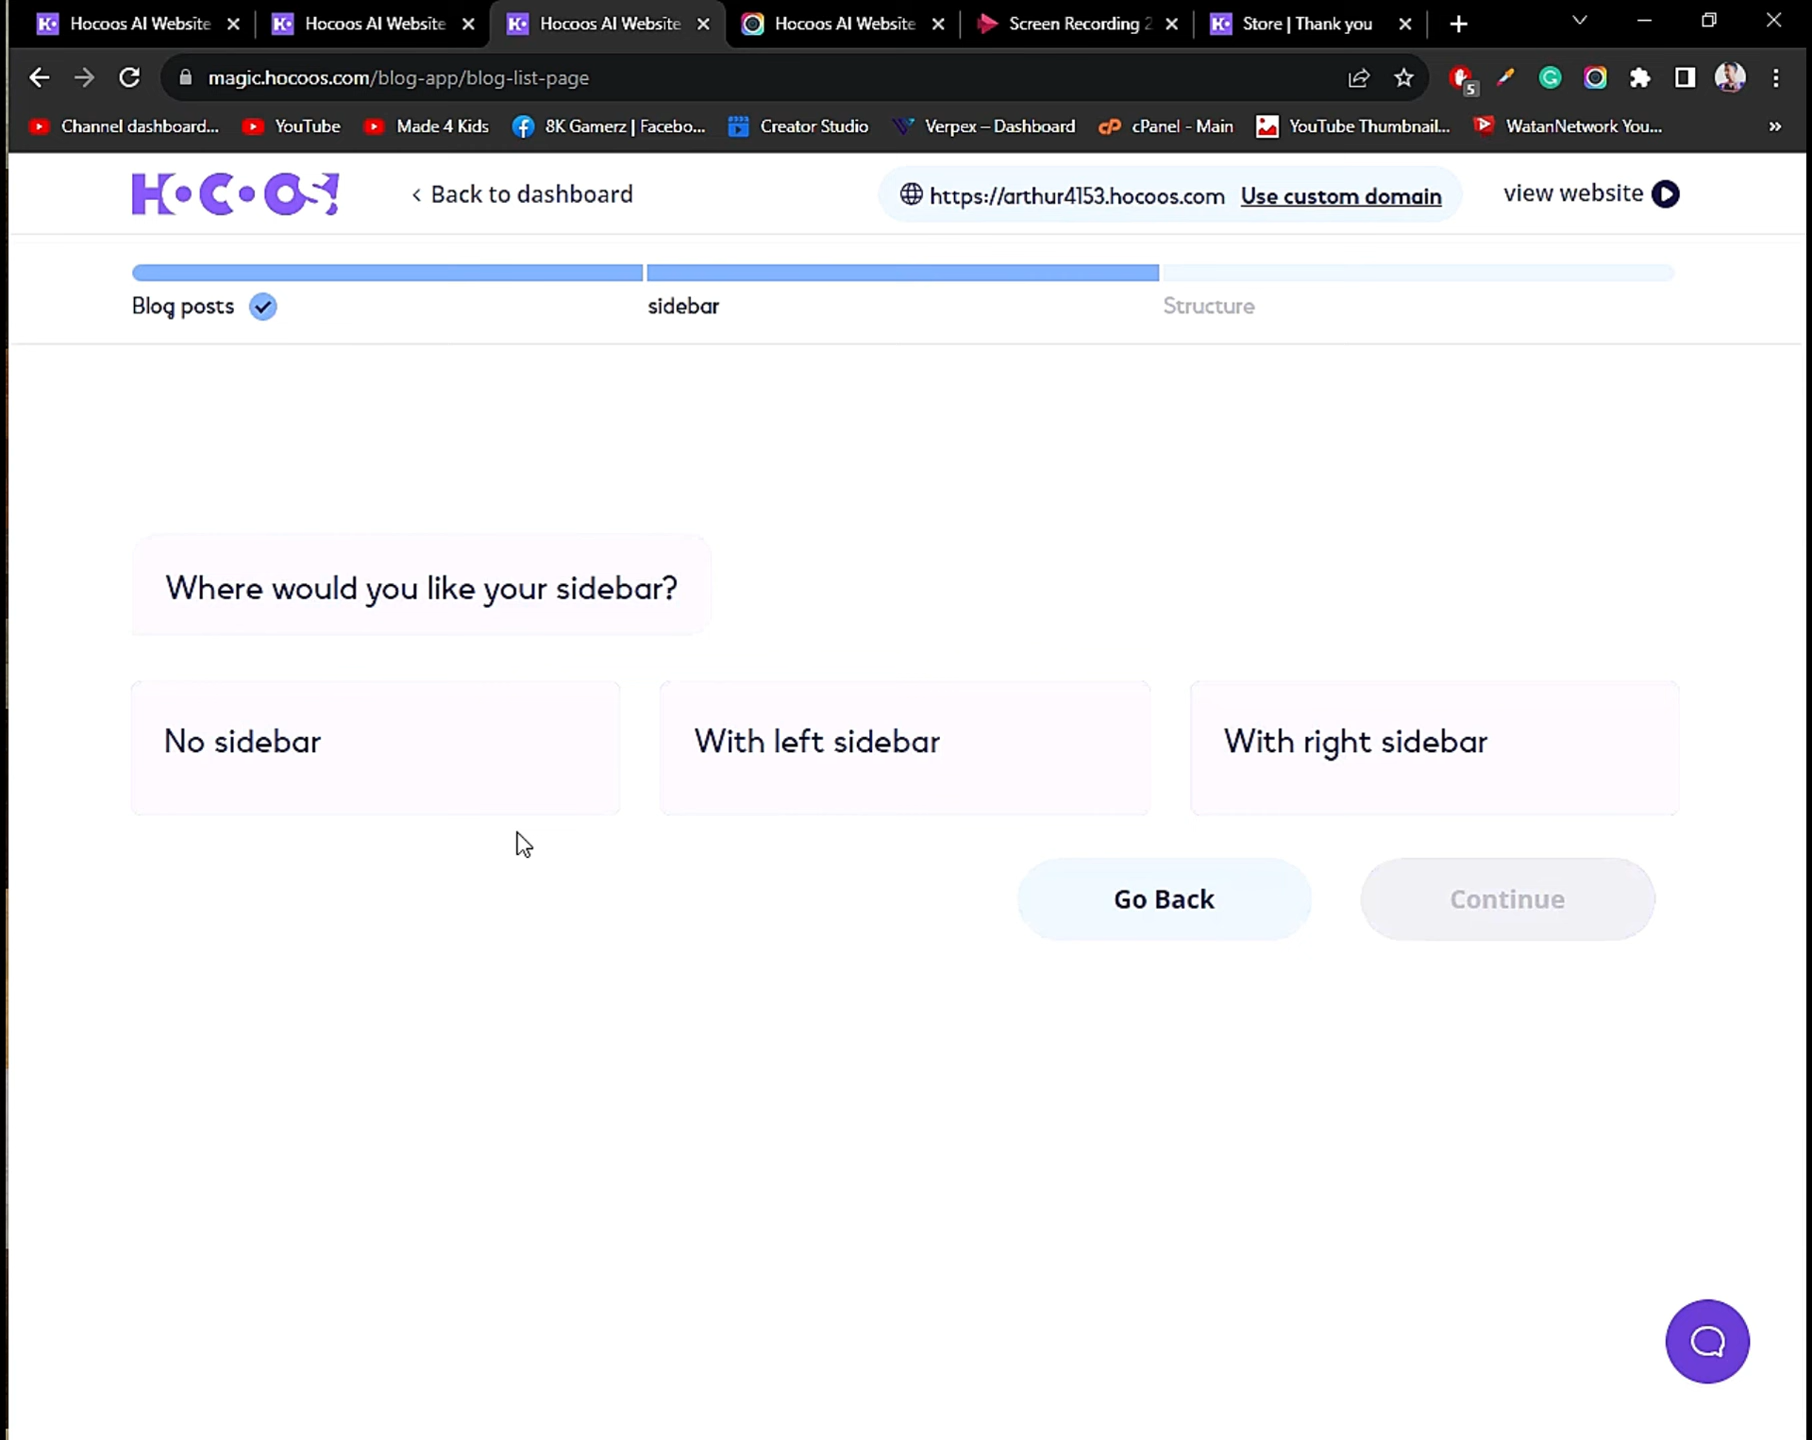 Hocoos AI Website
Hocoos AI Website
Hocoos AI Website
Hocoos AI Website
Screen Recording 2
Store | Thank you
magic.hocoos.com/blog-app/blog-list-page
5
Channel dashboard...
YouTube
Made 4 Kids
8K Gamerz | Facebo...
Creator Studio
Verpex – Dashboard
cPanel - Main
YouTube Thumbnail...
WatanNetwork You...
HOCOOS
Back to dashboard
https://arthur4153.hocoos.com Use custom domain
view website
Blog posts
sidebar
Structure
Where would you like your sidebar?
No sidebar
With left sidebar
With right sidebar
Go Back
Continue